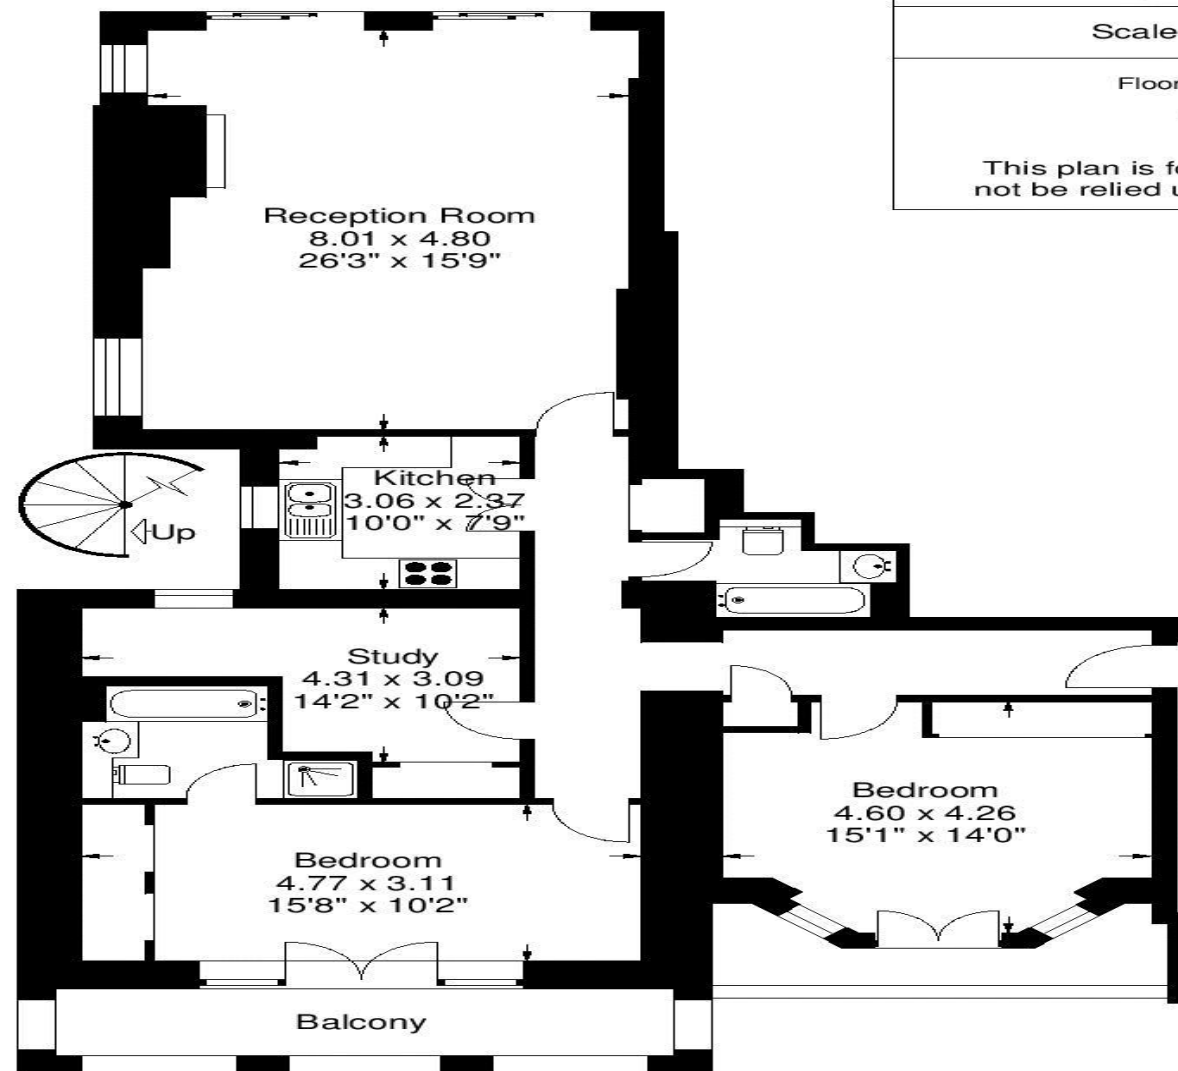 Scale
Floor
This plan is f
not be relied u
Reception Room
8.01 x 4.80
26'3" x 15'9"
Kitchen
3.06 x 2.37
10'0" x 7'9"
Up
Study
4.31 x 3.09
14'2" x 10'2"
Bedroom
4.60 x 4.26
15'1" x 14'0"
Bedroom
4.77 x 3.11
15'8" x 10'2"
Balcony